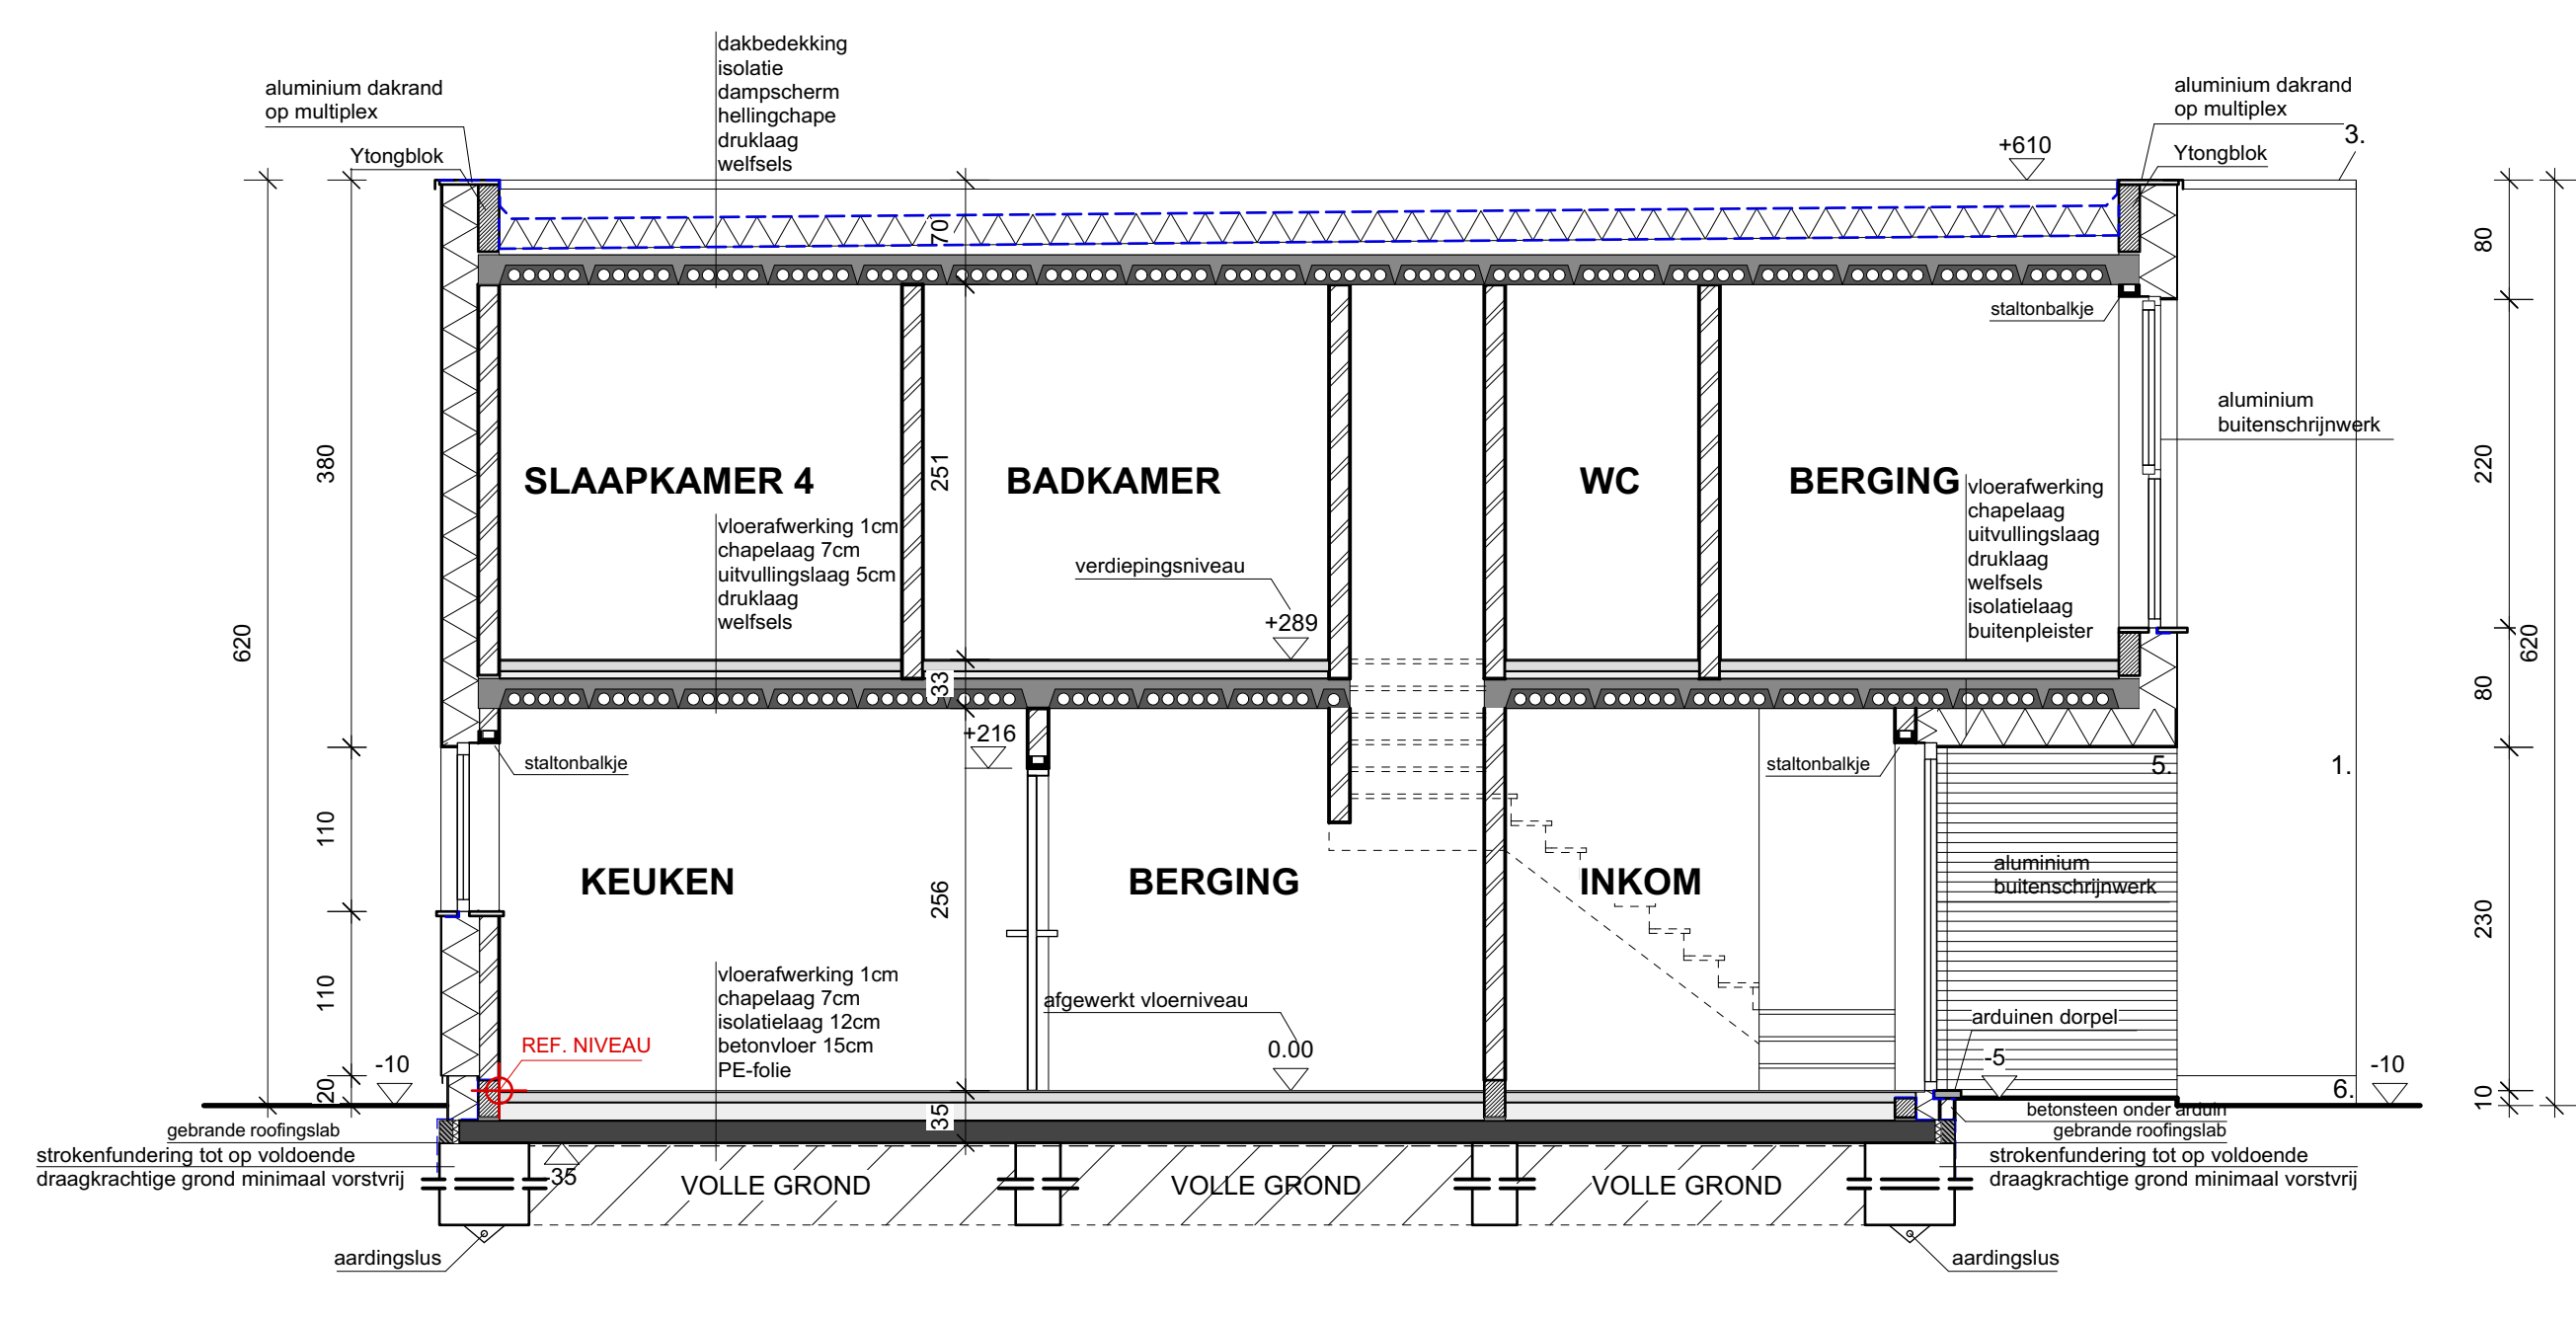 dakbedekking
isolatie
dampscherm
hellingchape
druklaag
welfsels
aluminium dakrand
op multiplex
Ytongblok
aluminium dakrand
op multiplex
3.
Ytongblok
+610
70
80
staltonbalkje
380
251
SLAAPKAMER 4
BADKAMER
WC
BERGING
aluminium
buitenschrijnwerk
220
vloerafwerking
chapelaag
uitvullingslaag
druklaag
welfsels
isolatielaag
buitenpleister
vloerafwerking 1cm
chapelaag 7cm
uitvullingslaag 5cm
druklaag
welfsels
verdiepingsniveau
+289
620
620
33
80
+216
staltonbalkje
staltonbalkje
5.
1.
110
KEUKEN
256
BERGING
INKOM
aluminium
buitenschrijnwerk
230
110
vloerafwerking 1cm
chapelaag 7cm
isolatielaag 12cm
betonvloer 15cm
PE-folie
afgewerkt vloerniveau
0.00
REF. NIVEAU
arduinen dorpel
-5
-10
-10
20
35
6.
10
betonsteen onder arduin
gebrande roofingslab
gebrande roofingslab
strokenfundering tot op voldoende
draagkrachtige grond minimaal vorstvrij
-35
VOLLE GROND
VOLLE GROND
VOLLE GROND
strokenfundering tot op voldoende
draagkrachtige grond minimaal vorstvrij
aardingslus
aardingslus